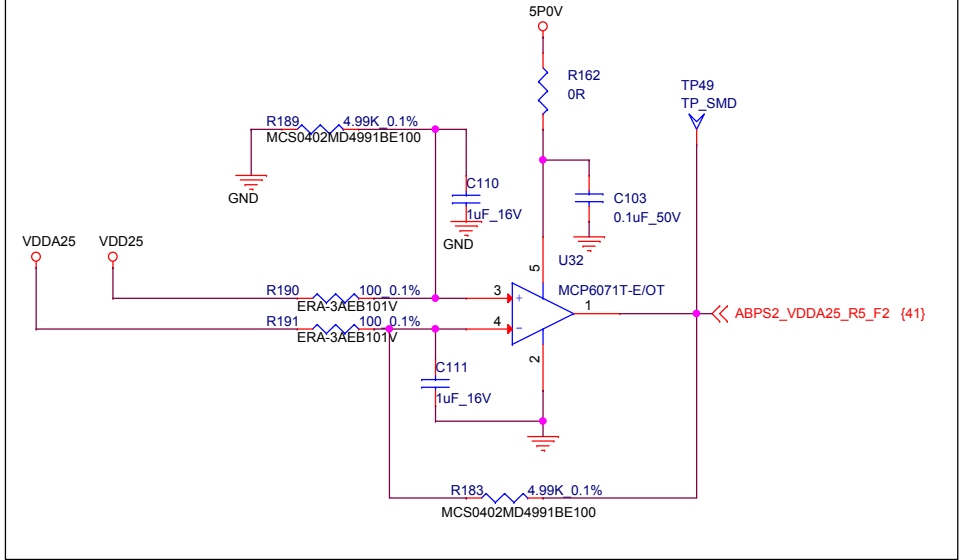 5P0V
R162
0R
TP49
TP_SMD
R189
4.99K_0.1%
MCS0402MD4991BE100
GND
C110
1uF_16V
GND
C103
0.1uF_50V
VDDA25
VDD25
U32
5
MCP6071T-E/OT
R190
100_0.1%
3
+
1
ERA-3AEB101V
R191
100_0.1%
4
-
ABPS2_VDDA25_R5_F2 {41}
ERA-3AEB101V
2
C111
1uF_16V
R183
4.99K_0.1%
MCS0402MD4991BE100